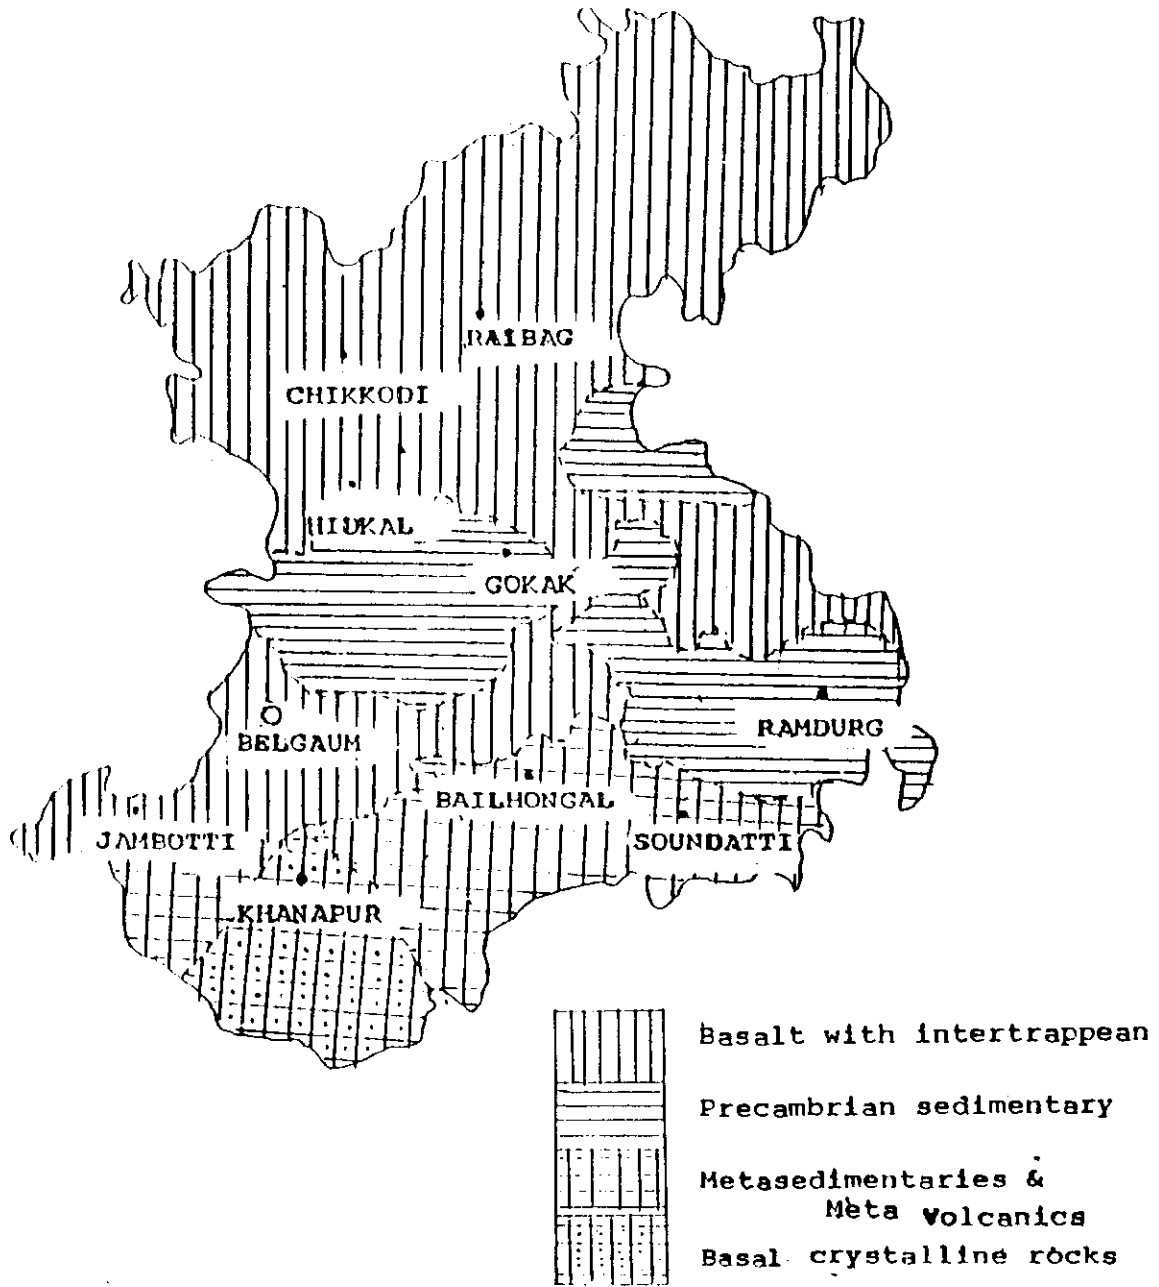 RAIBAG
CHIKKODI
HIDKAL
GOKAK
RAMDURG
BELGAUM
BAILHONGAL
JAMBOTTI
SOUNDATTI
KHANAPUR
Basalt with intertrappean
Precambrian sedimentary
Metasedimentaries &
Meta Volcanics
Basal crystalline rocks